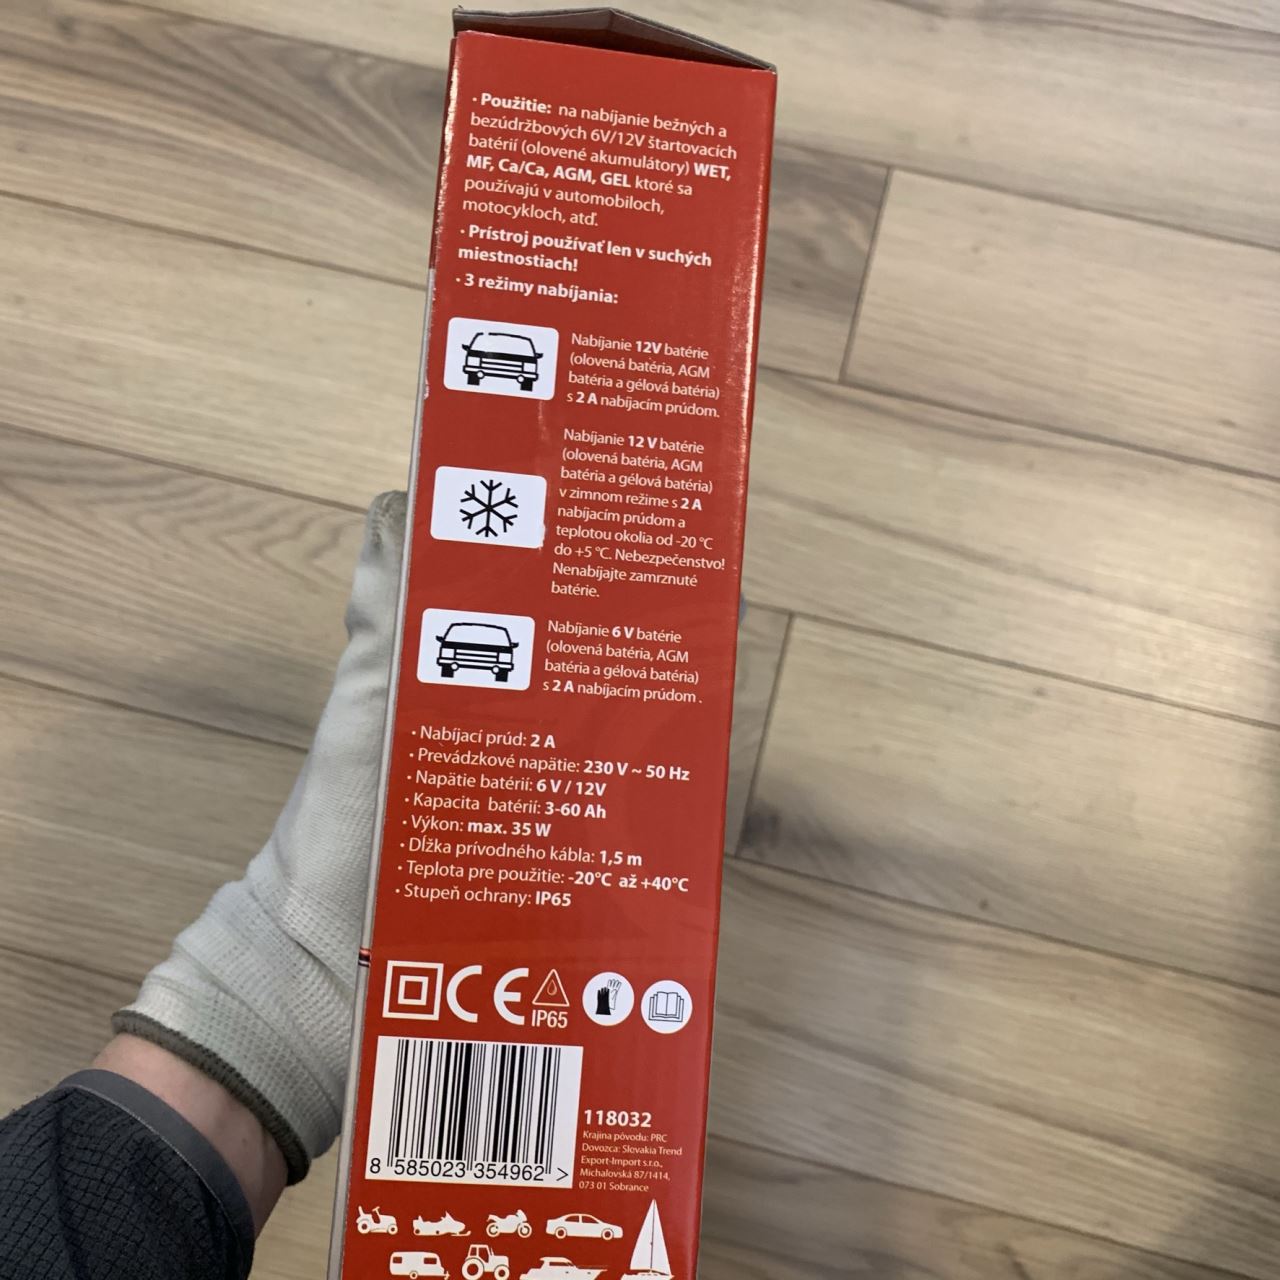 • Použitie: na nabíjanie bežných a
bezúdržbových 6V/12V štartovacích
batérií (olovené akumulátory) WET,
MF, Ca/Ca, AGM, GEL ktoré sa
používajú v automobiloch,
motocykloch, atď.
• Prístroj používať len v suchých
miestnostiach!
• 3 režimy nabíjania:
Nabíjanie 12V batérie
(olovená batéria, AGM
batéria a gélová batéria)
s 2 A nabíjacím prúdom.
Nabíjanie 12 V batérie
(olovená batéria, AGM
batéria a gélová batéria)
v zimnom režime s 2 A
nabíjacím prúdom a
teplotou okolia od -20 °C
do +5 °C. Nebezpečenstvo!
Nenabíjajte zamrznuté
batérie.
Nabíjanie 6 V batérie
(olovená batéria, AGM
batéria a gélová batéria)
s 2 A nabíjacím prúdom .
• Nabíjací prúd: 2 A
• Prevádzkové napätie: 230 V ~ 50 Hz
• Napätie batérií: 6 V / 12V
• Kapacita batérií: 3-60 Ah
• Výkon: max. 35 W
• Dĺžka prívodného kábla: 1,5 m
• Teplota pre použitie: -20°C až +40°C
• Stupeň ochrany: IP65
CE
IP65
8 585023 354962 >
118032
Krajina pôvodu: PRC
Dovozca: Slovakia Trend
Export-Import s.r.o.,
Michalovská 87/1414,
073 01 Sobrance